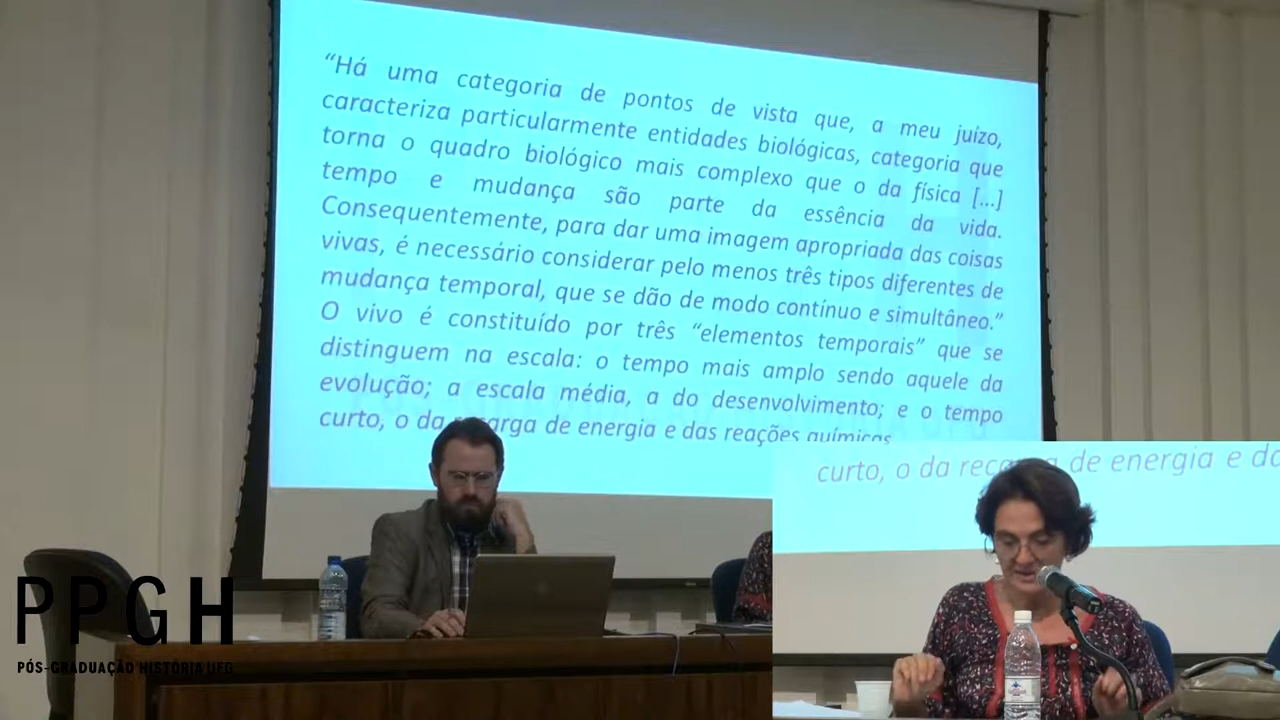 “Há uma categoria de pontos de vista que, a meu juízo,
caracteriza particularmente entidades biológicas, categoria que
torna o quadro biológico mais complexo que o da física [...]
tempo e mudança são parte da essência da vida.
Consequentemente, para dar uma imagem apropriada das coisas
vivas, é necessário considerar pelo menos três tipos diferentes de
mudança temporal, que se dão de modo contínuo e simultâneo.”
O vivo é constituído por três “elementos temporais” que se
distinguem na escala: o tempo mais amplo sendo aquele da
evolução; a escala média, a do desenvolvimento; e o tempo
curto, o da recarga de energia e das reações químicas
curto, o da recarga de energia e da
PPGH
PÓS-GRADUAÇÃO HISTÓRIA UFG